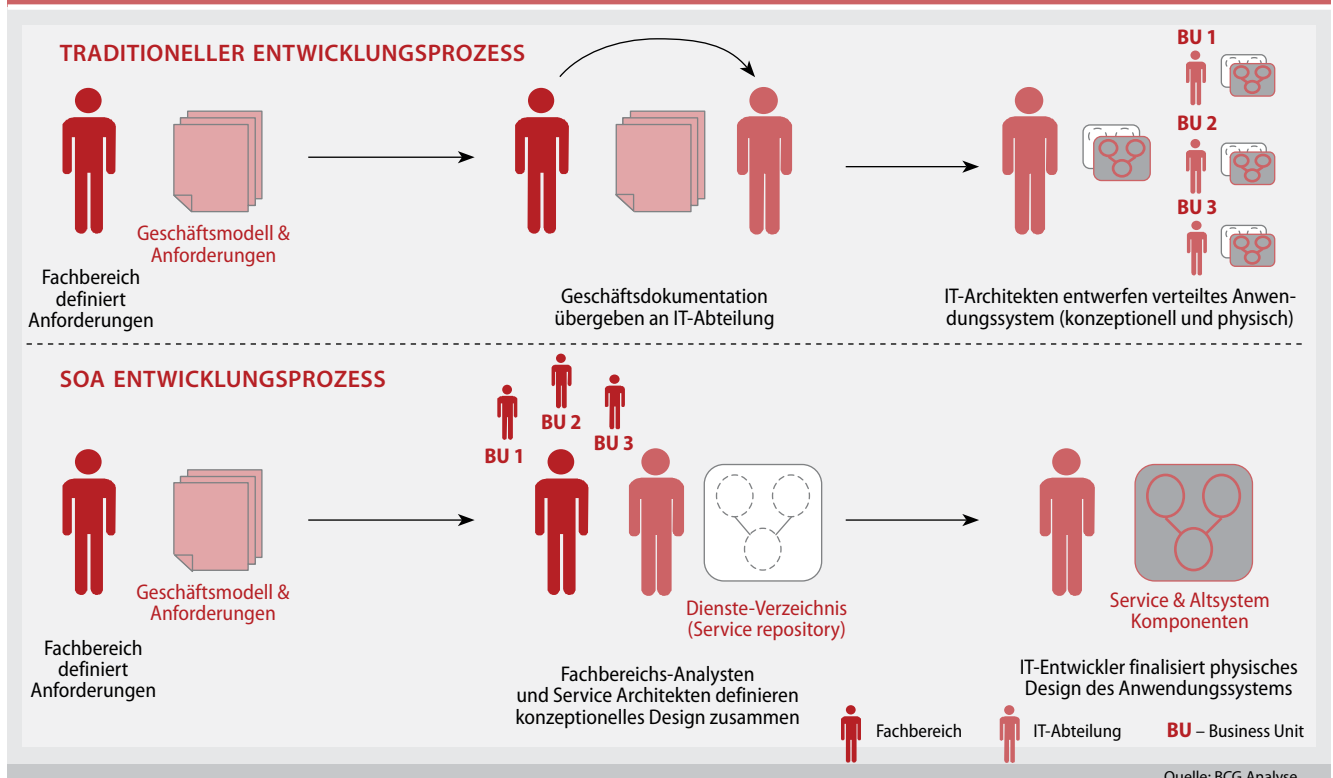 TRADITIONELLER ENTWICKLUNGSPROZESS
BU 1
BU 2
BU 3
Geschäftsmodell &
Anforderungen
Fachbereich
definiert
Anforderungen
Geschäftsdokumentation
übergeben an IT-Abteilung
IT-Architekten entwerfen verteiltes Anwen-
dungssystem (konzeptionell und physisch)
SOA ENTWICKLUNGSPROZESS
BU 1
BU 2
BU 3
Geschäftsmodell &
Anforderungen
Fachbereich
definiert
Anforderungen
Dienste-Verzeichnis
(Service repository)
Fachbereichs-Analysten
und Service Architekten definieren
konzeptionelles Design zusammen
Service & Altsystem
Komponenten
IT-Entwickler finalisiert physisches
Design des Anwendungssystems
Fachbereich
IT-Abteilung
BU – Business Unit
Quelle: BCG Analyse